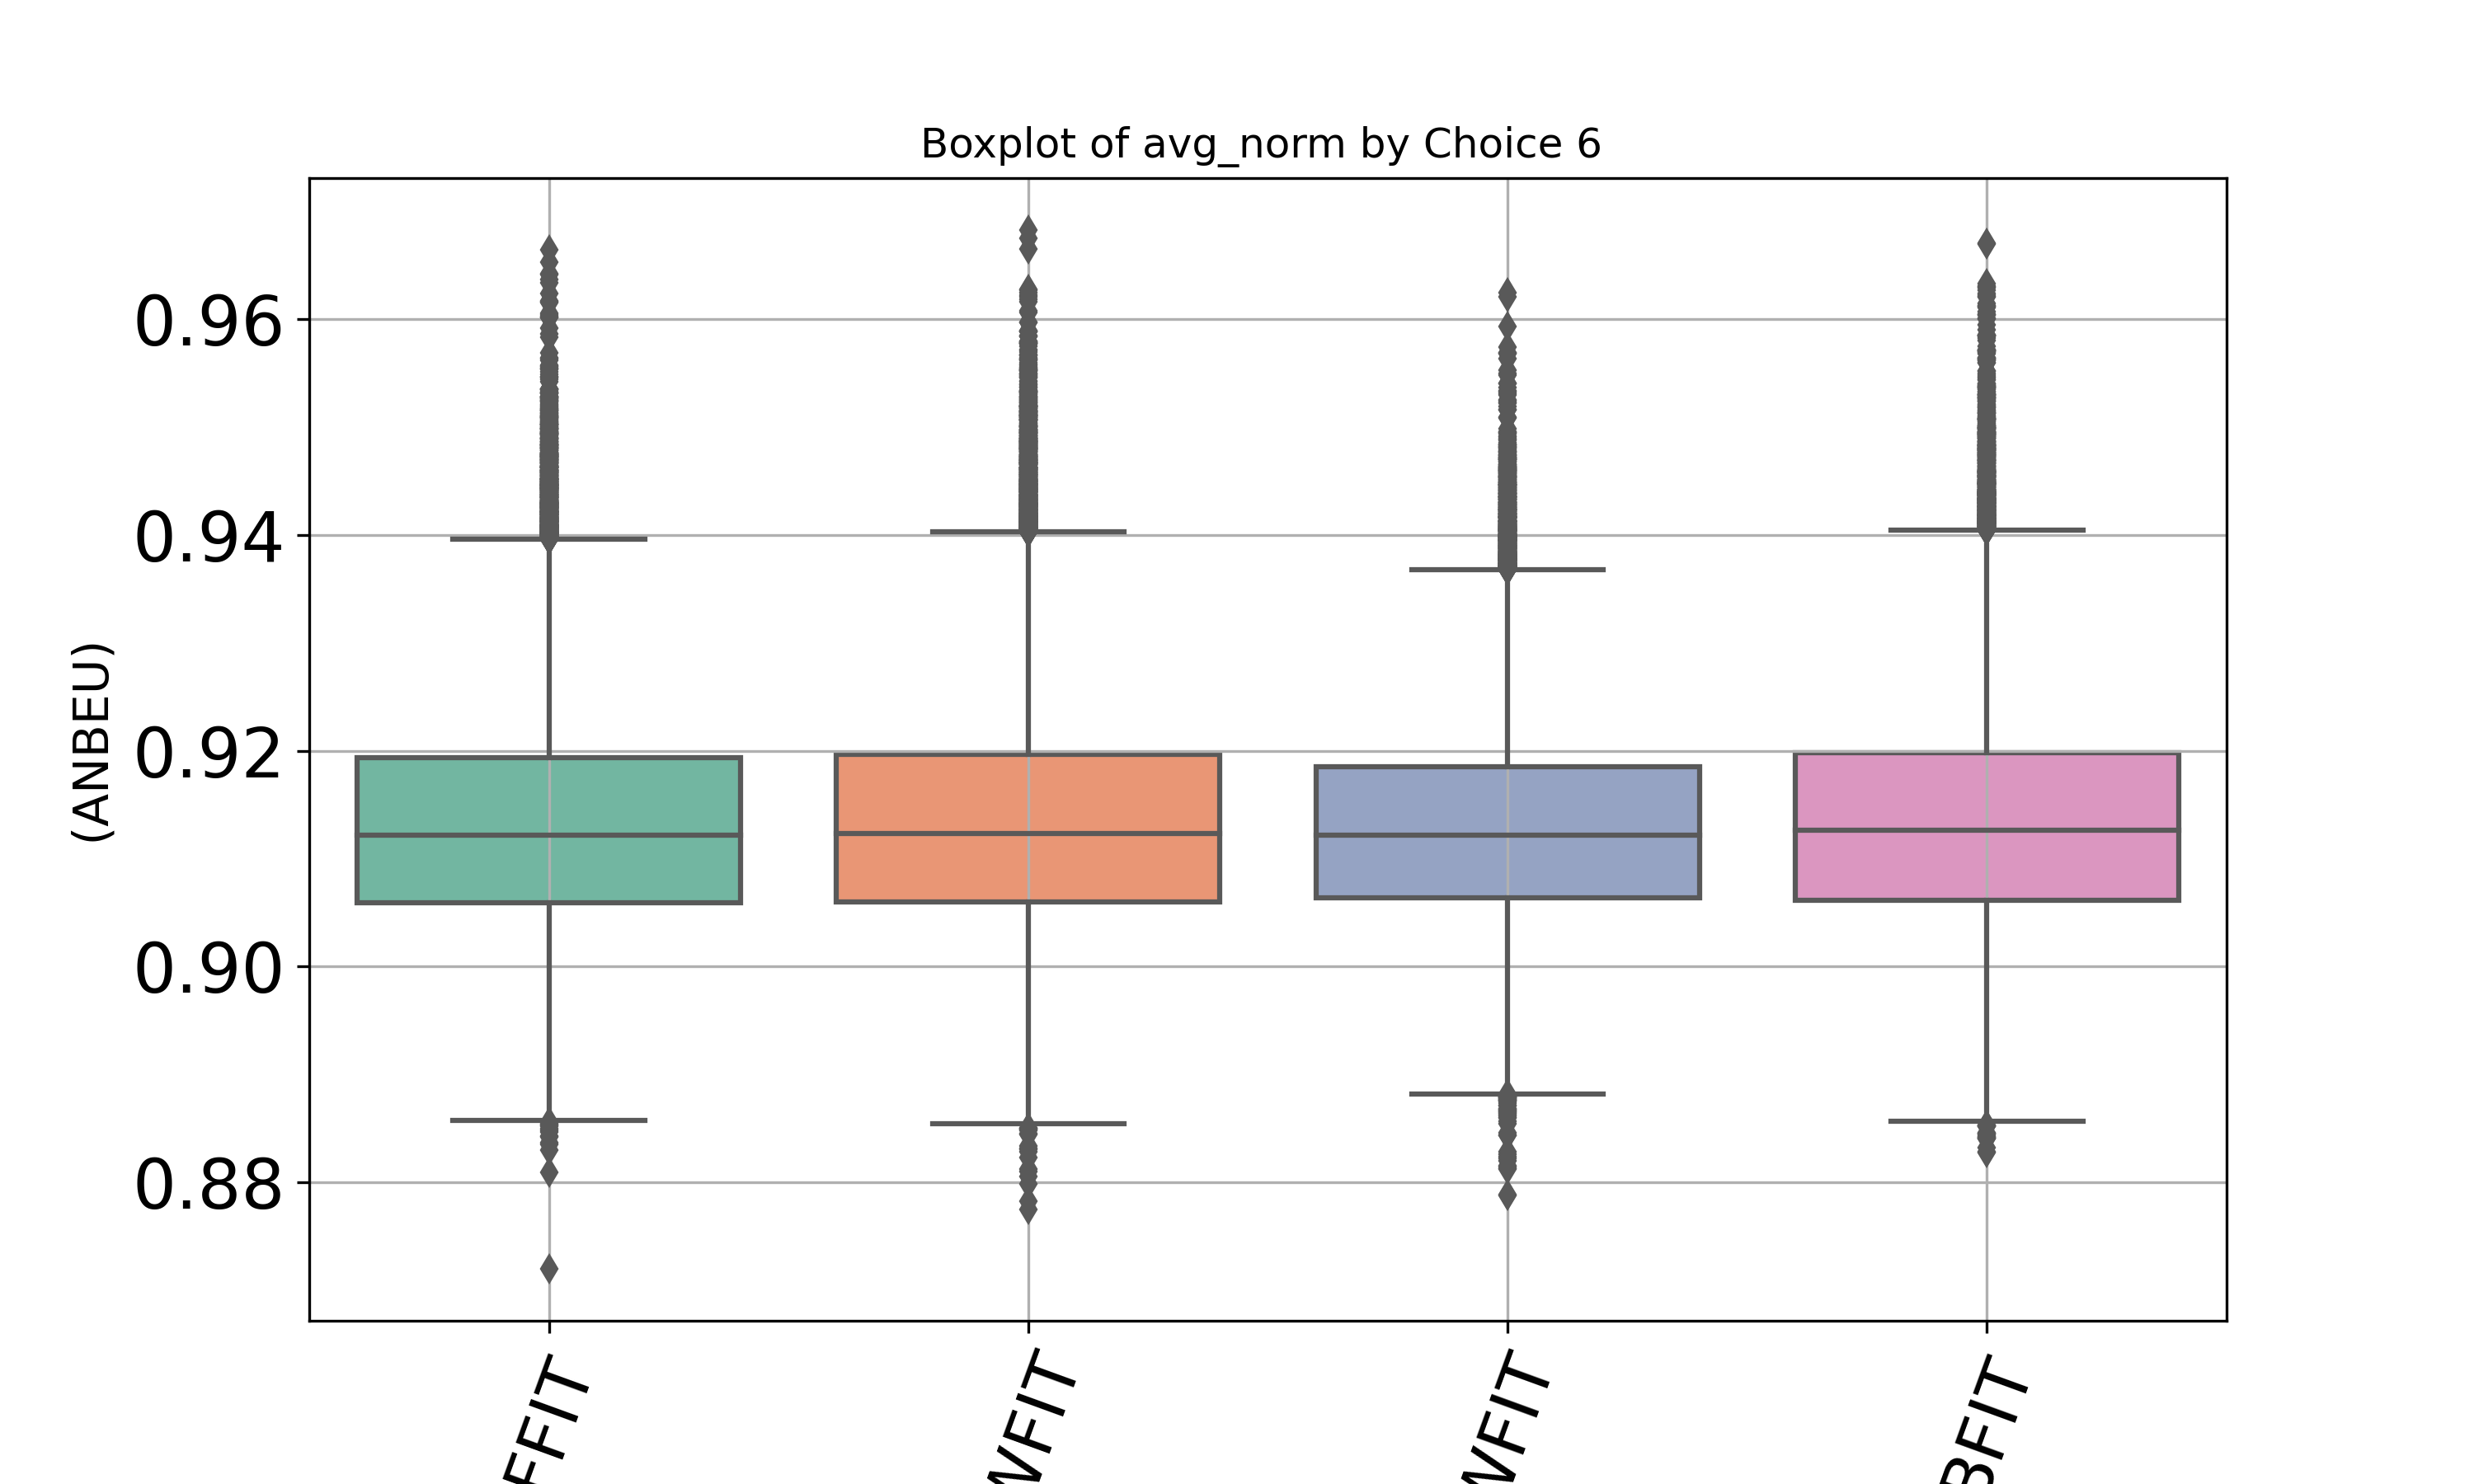 Boxplot of avg_norm by Choice 6
(ANBEU)
0.96
0.94
0.92
0.90
0.88
FFIT
WFIT
WFIT
BFIT